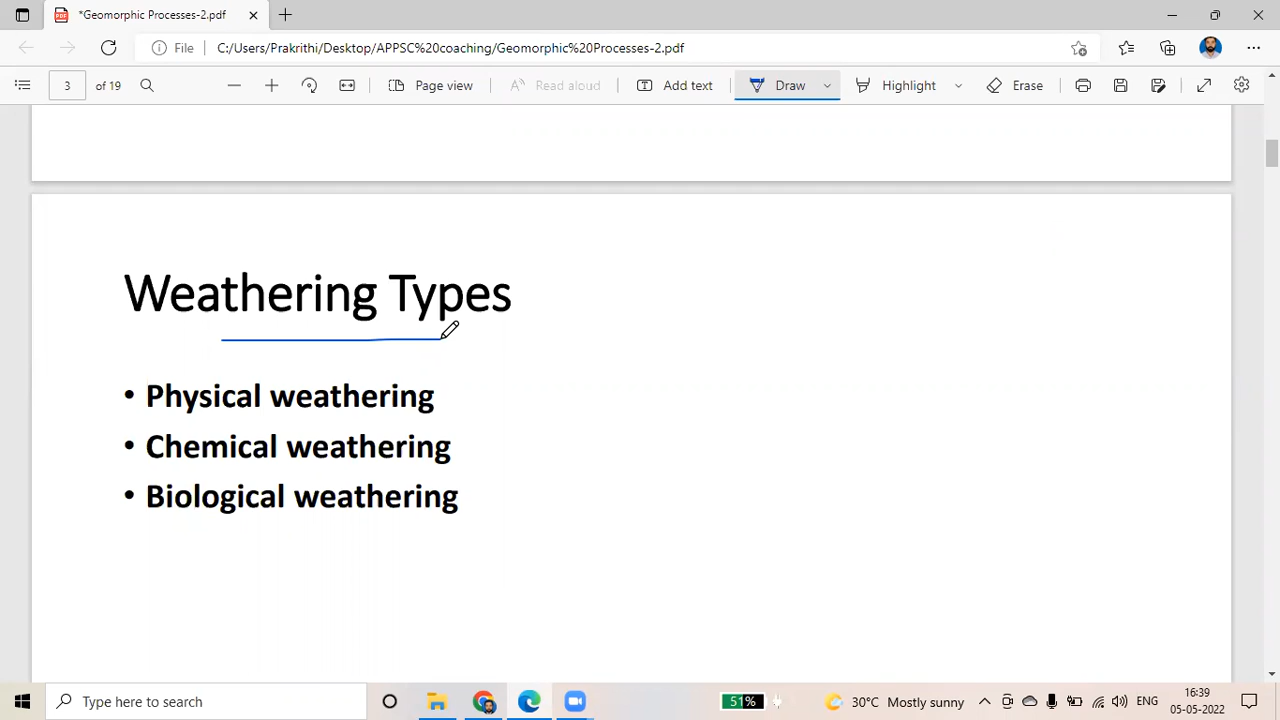 *Geomorphic Processes-2.pdf
File C:/Users/Prakrithi/Desktop/APPSC%20coaching/Geomorphic%20Processes-2.pdf
3 of 19 Page view Read aloud Add text Draw Highlight Erase
Weathering Types
• Physical weathering
• Chemical weathering
• Biological weathering
Type here to search 51% 30°C Mostly sunny ENG 16:39
05-05-2022